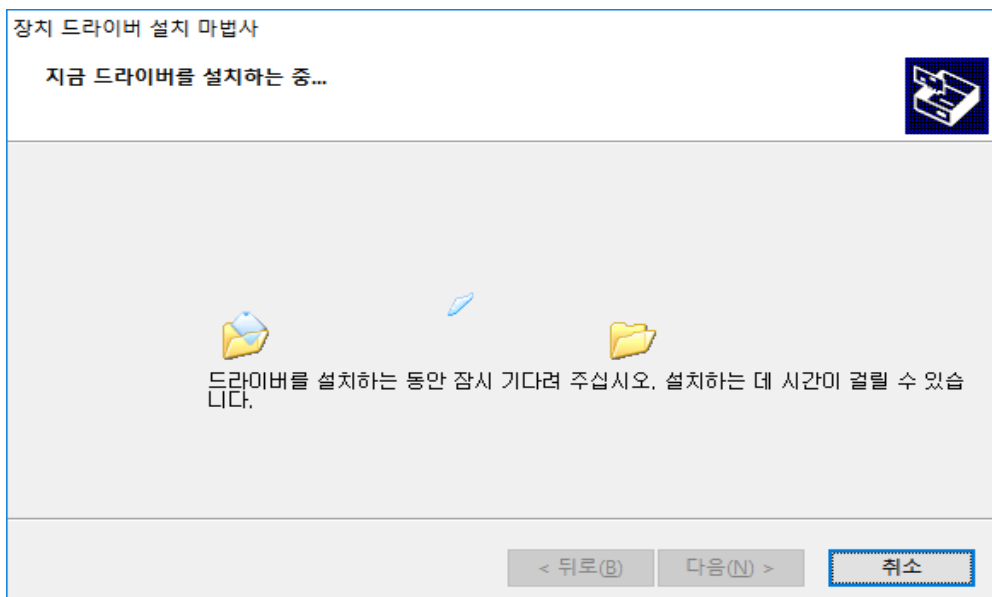 장치 드라이버 설치 마법사
지금 드라이버를 설치하는 중...
드라이버를 설치하는 동안 잠시 기다려 주십시오. 설치하는 데 시간이 걸릴 수 있습
니다.
< 뒤로(B) 다음(N) > 취소